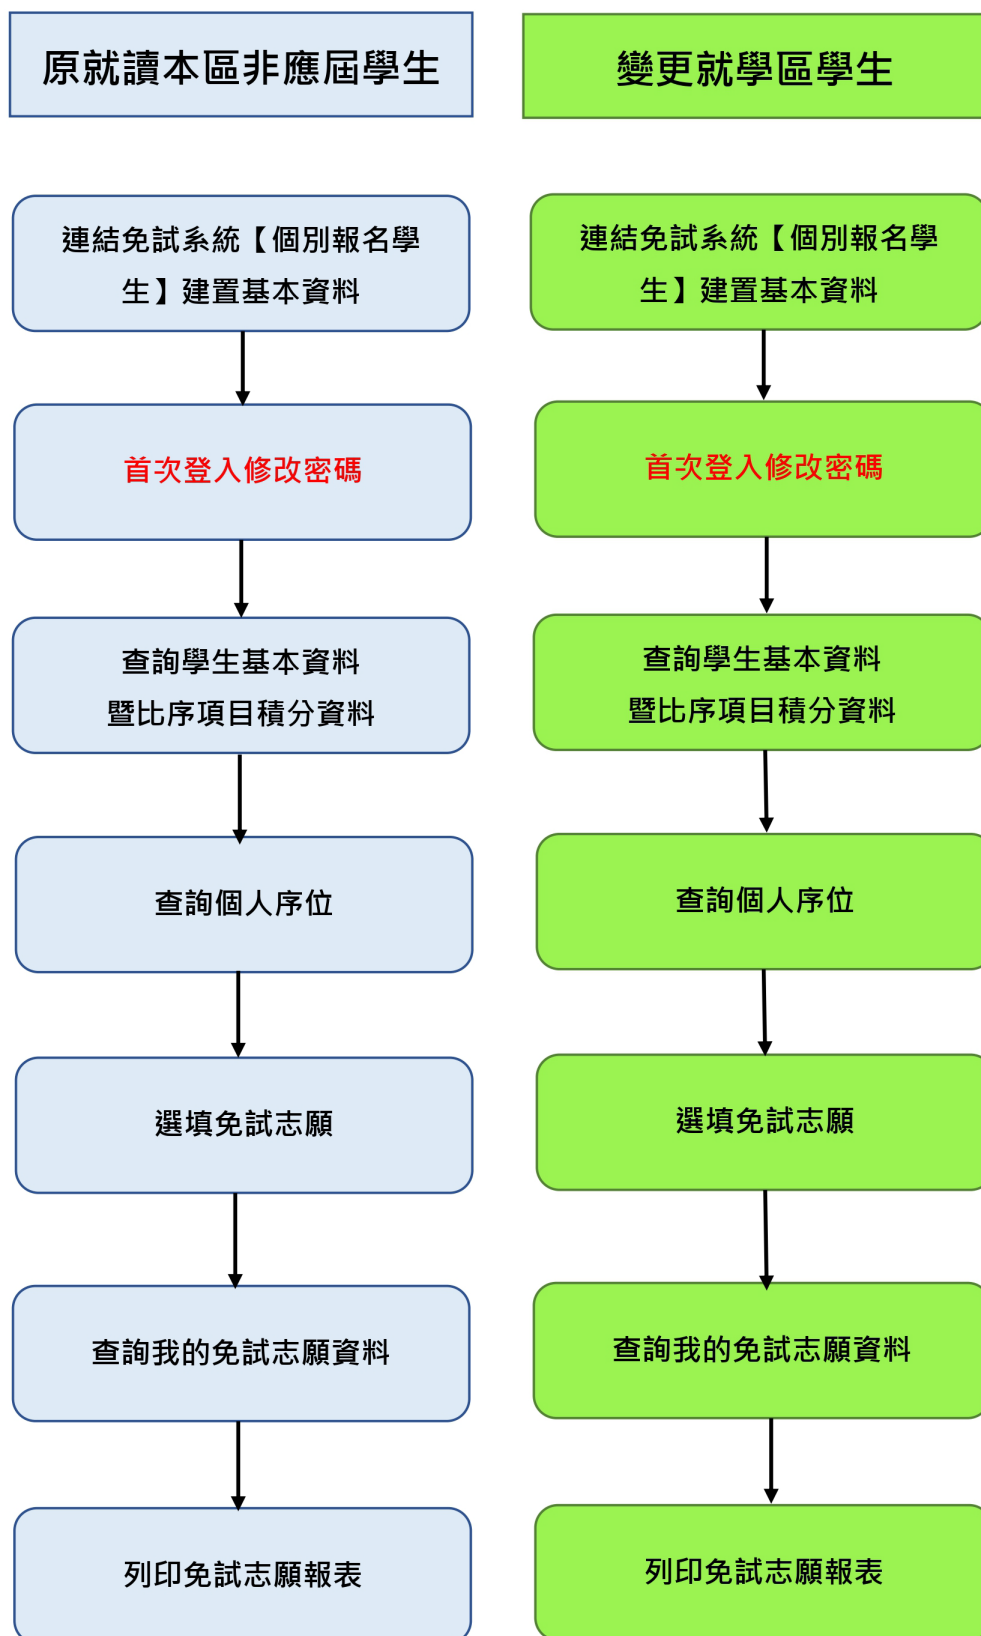 原就讀本區非應屆學生
連結免試系統【個別報名學
生】建置基本資料
首次登入修改密碼
查詢學生基本資料
暨比序項目積分資料
查詢個人序位
選填免試志願
查詢我的免試志願資料
列印免試志願報表
變更就學區學生
連結免試系統【個別報名學
生】建置基本資料
首次登入修改密碼
查詢學生基本資料
暨比序項目積分資料
查詢個人序位
選填免試志願
查詢我的免試志願資料
列印免試志願報表